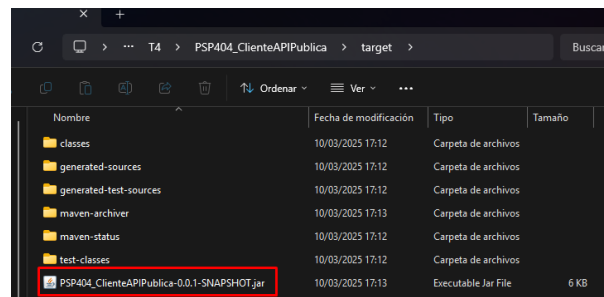 T4 > PSP404_ClienteAPIPublica > target > Busca
Ordenar Ver
Nombre Fecha de modificación Tipo Tamaño
classes 10/03/2025 17:12 Carpeta de archivos
generated-sources 10/03/2025 17:12 Carpeta de archivos
generated-test-sources 10/03/2025 17:12 Carpeta de archivos
maven-archiver 10/03/2025 17:13 Carpeta de archivos
maven-status 10/03/2025 17:12 Carpeta de archivos
test-classes 10/03/2025 17:12 Carpeta de archivos
PSP404_ClienteAPIPublica-0.0.1-SNAPSHOT.jar 10/03/2025 17:13 Executable Jar File 6 KB